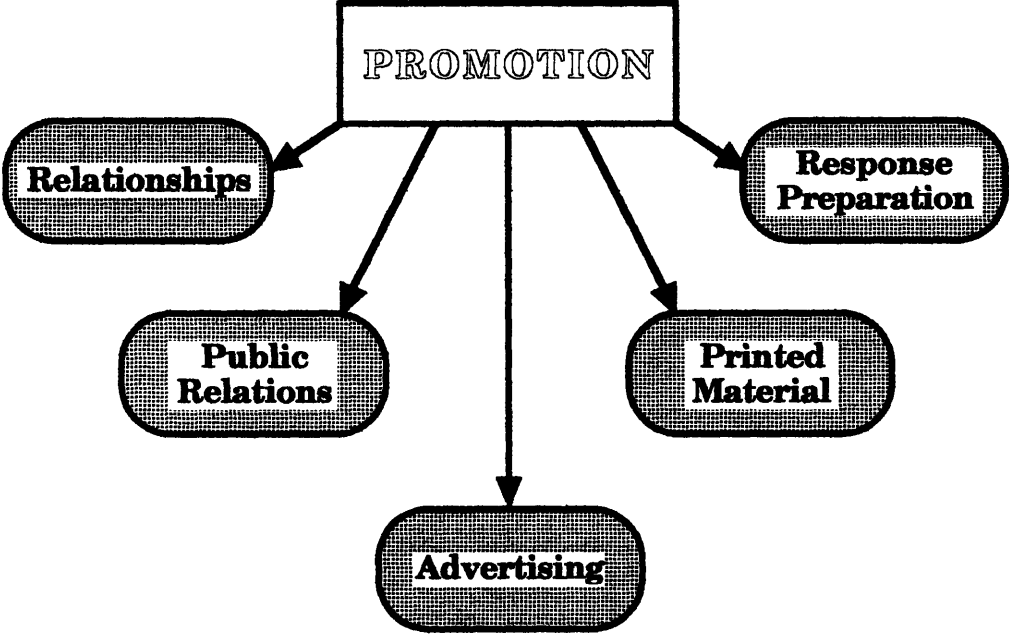 PROMOTION
Relationships
Response
Preparation
Public
Relations
Printed
Material
Advertising